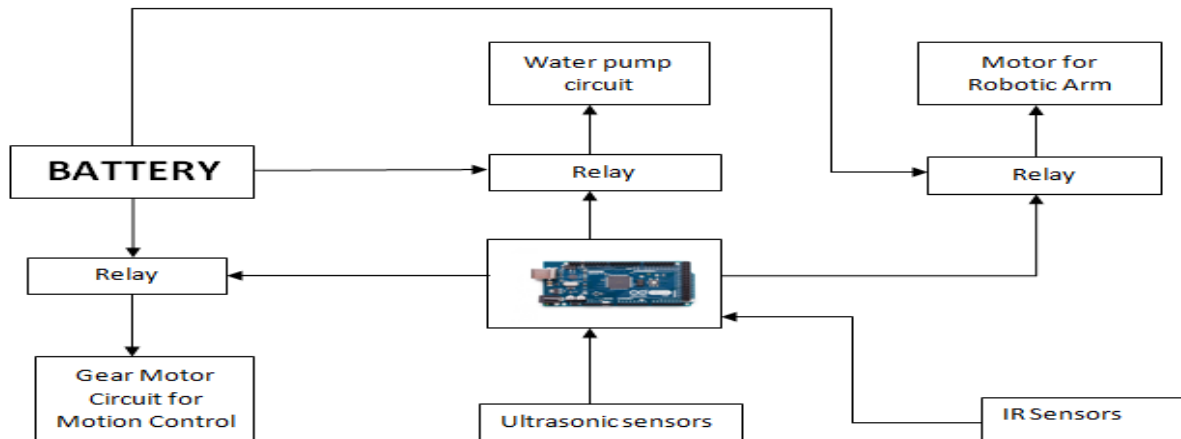 Water pump
circuit
Motor for
Robotic Arm
BATTERY
Relay
Relay
Relay
Gear Motor
Circuit for
Motion Control
Ultrasonic sensors
IR Sensors